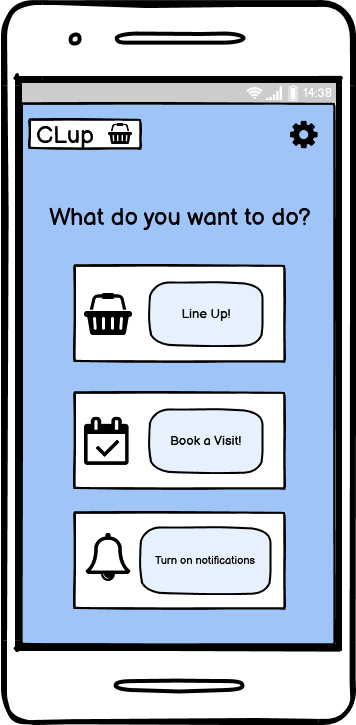 14:38
CLup
What do you want to do?
Line Up!
Book a Visit!
Turn on notifications